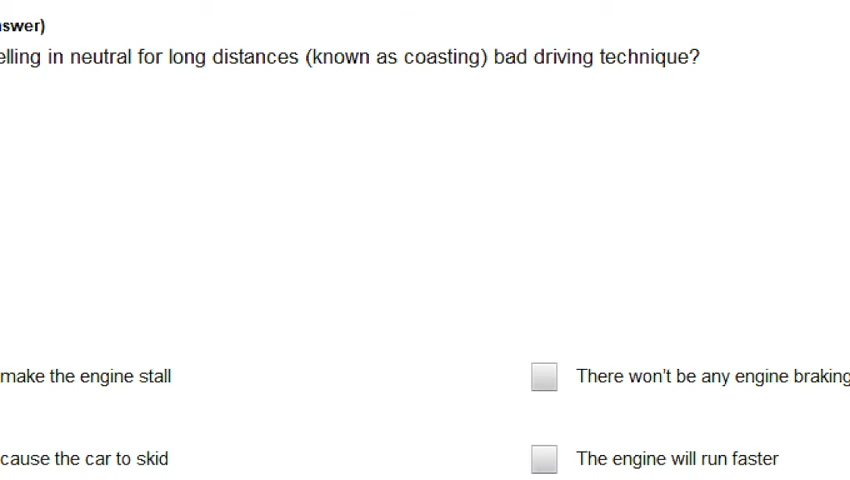 swer)
elling in neutral for long distances (known as coasting) bad driving technique?
make the engine stall
There won't be any engine braking
cause the car to skid
The engine will run faster